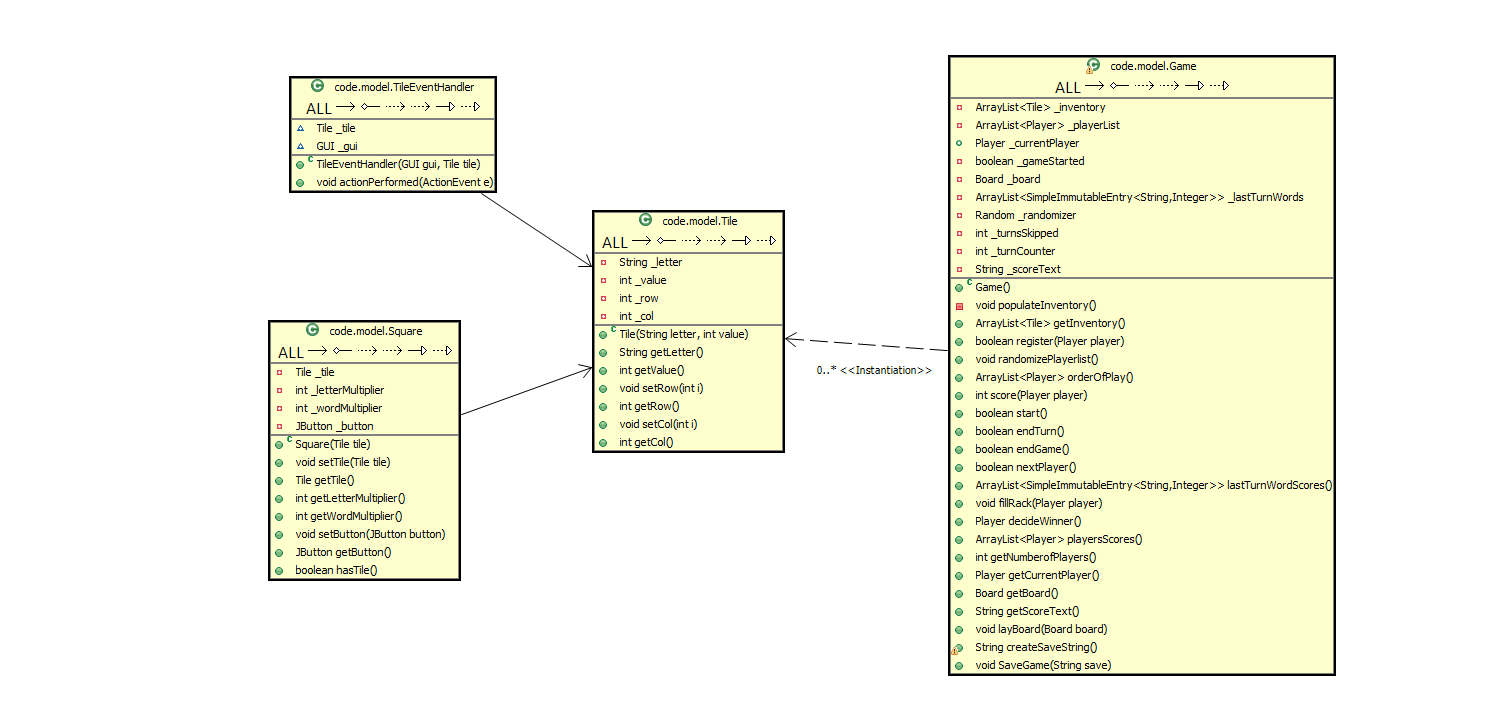 code.model.TileEventHandler
ALL
Tile _tile
GUI _gui
C TileEventHandler(GUI gui, Tile tile)
void actionPerformed(ActionEvent e)
code.model.Square
ALL
Tile _tile
int _letterMultiplier
int _wordMultiplier
JButton _button
C Square(Tile tile)
void setTile(Tile tile)
Tile getTile()
int getLetterMultiplier()
int getWordMultiplier()
void setButton(JButton button)
JButton getButton()
boolean hasTile()
code.model.Tile
ALL
String _letter
int _value
int _row
int _col
C Tile(String letter, int value)
String getLetter()
int getValue()
void setRow(int i)
int getRow()
void setCol(int i)
int getCol()
0..* <<Instantiation>>
code.model.Game
ALL
ArrayList<Tile> _inventory
ArrayList<Player> _playerList
Player _currentPlayer
boolean _gameStarted
Board _board
ArrayList<SimpleImmutableEntry<String,Integer>> _lastTurnWords
Random _randomizer
int _turnsSkipped
int _turnCounter
String _scoreText
C Game()
void populateInventory()
ArrayList<Tile> getInventory()
boolean register(Player player)
void randomizePlayerlist()
ArrayList<Player> orderOfPlay()
int score(Player player)
boolean start()
boolean endTurn()
boolean endGame()
boolean nextPlayer()
ArrayList<SimpleImmutableEntry<String,Integer>> lastTurnWordScores()
void fillRack(Player player)
Player decideWinner()
ArrayList<Player> playersScores()
int getNumberofPlayers()
Player getCurrentPlayer()
Board getBoard()
String getScoreText()
void layBoard(Board board)
String createSaveString()
void SaveGame(String save)